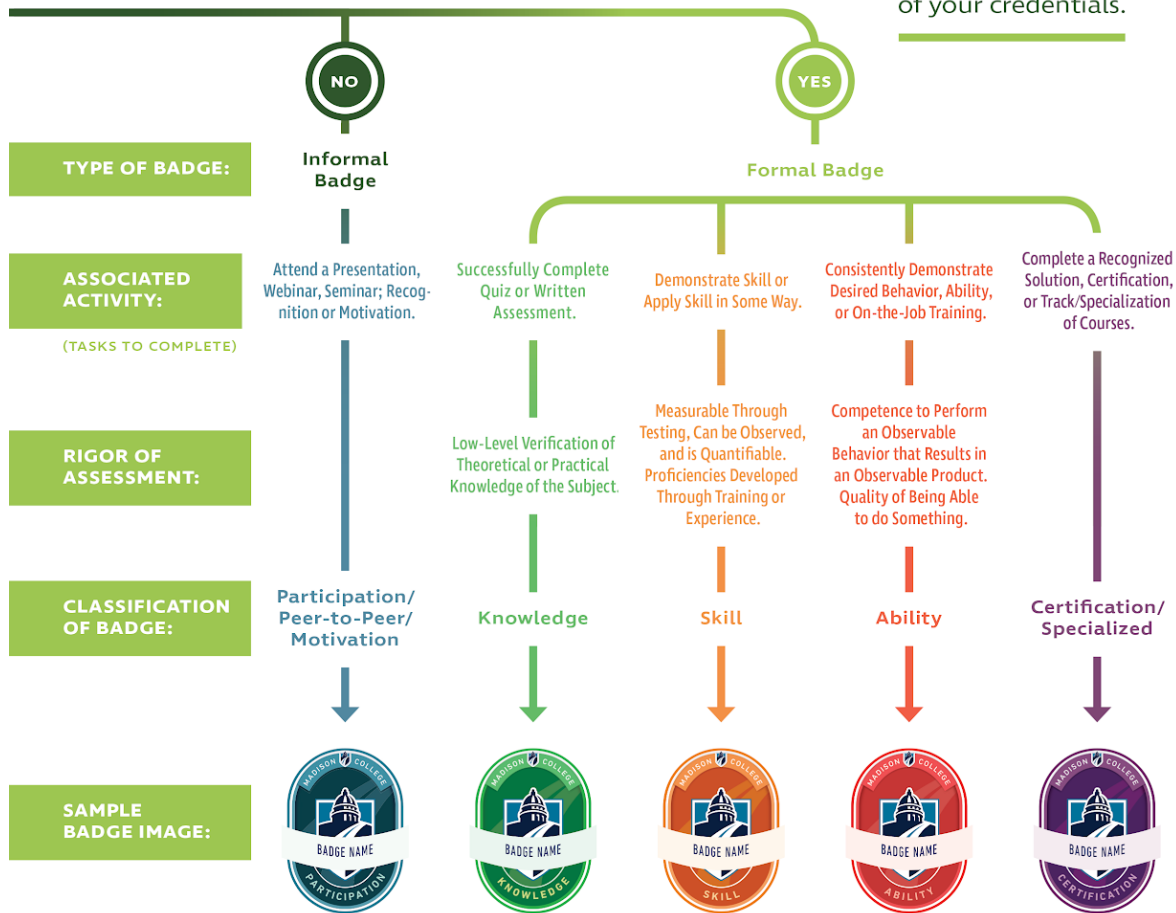 of your credentials.
NO
YES
TYPE OF BADGE:
Informal
Badge
Formal Badge
ASSOCIATED
ACTIVITY:
(TASKS TO COMPLETE)
Attend a Presentation,
Webinar, Seminar; Recog-
nition or Motivation.
Successfully Complete
Quiz or Written
Assessment.
Demonstrate Skill or
Apply Skill in Some Way.
Consistently Demonstrate
Desired Behavior, Ability,
or On-the-Job Training.
Complete a Recognized
Solution, Certification,
or Track/Specialization
of Courses.
RIGOR OF
ASSESSMENT:
Low-Level Verification of
Theoretical or Practical
Knowledge of the Subject.
Measurable Through
Testing, Can be Observed,
and is Quantifiable.
Proficiencies Developed
Through Training or
Experience.
Competence to Perform
an Observable
Behavior that Results in
an Observable Product.
Quality of Being Able
to do Something.
CLASSIFICATION
OF BADGE:
Participation/
Peer-to-Peer/
Motivation
Knowledge
Skill
Ability
Certification/
Specialized
SAMPLE
BADGE IMAGE:
MADISON COLLEGE
BADGE NAME
PARTICIPATION
MADISON COLLEGE
BADGE NAME
KNOWLEDGE
MADISON COLLEGE
BADGE NAME
SKILL
MADISON COLLEGE
BADGE NAME
ABILITY
MADISON COLLEGE
BADGE NAME
CERTIFICATION